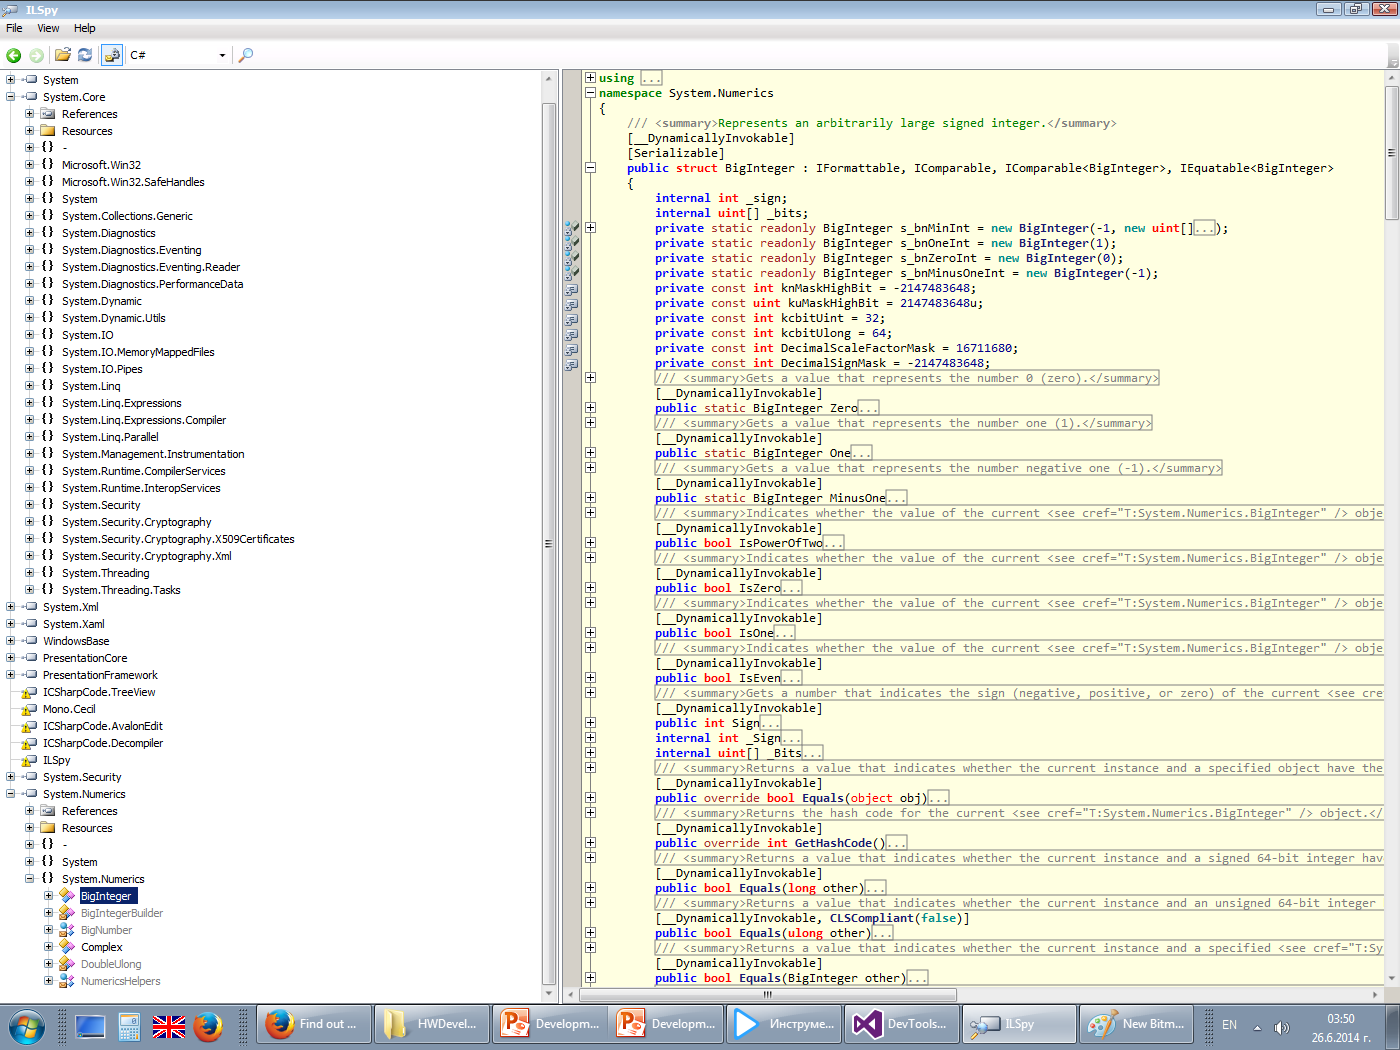 ILSpy
File View Help
C#
System
System.Core
References
Resources
-
Microsoft.Win32
Microsoft.Win32.SafeHandles
System
System.Collections.Generic
System.Diagnostics
System.Diagnostics.Eventing
System.Diagnostics.Eventing.Reader
System.Diagnostics.PerformanceData
System.Dynamic
System.Dynamic.Utils
System.IO
System.IO.MemoryMappedFiles
System.IO.Pipes
System.Linq
System.Linq.Expressions
System.Linq.Expressions.Compiler
System.Linq.Parallel
System.Management.Instrumentation
System.Runtime.CompilerServices
System.Runtime.InteropServices
System.Security
System.Security.Cryptography
System.Security.Cryptography.X509Certificates
System.Security.Cryptography.Xml
System.Threading
System.Threading.Tasks
System.Xml
System.Xaml
WindowsBase
PresentationCore
PresentationFramework
ICSharpCode.TreeView
Mono.Cecil
ICSharpCode.AvalonEdit
ICSharpCode.Decompiler
ILSpy
System.Security
System.Numerics
References
Resources
-
System
System.Numerics
BigInteger
BigIntegerBuilder
BigNumber
Complex
DoubleUlong
NumericsHelpers
using ...
namespace System.Numerics
{
/// <summary>Represents an arbitrarily large signed integer.</summary>
[__DynamicallyInvokable]
[Serializable]
public struct BigInteger : IFormattable, IComparable, IComparable<BigInteger>, IEquatable<BigInteger>
{
internal int _sign;
internal uint[] _bits;
private static readonly BigInteger s_bnMinInt = new BigInteger(-1, new uint[]...);
private static readonly BigInteger s_bnOneInt = new BigInteger(1);
private static readonly BigInteger s_bnZeroInt = new BigInteger(0);
private static readonly BigInteger s_bnMinusOneInt = new BigInteger(-1);
private const int knMaskHighBit = -2147483648;
private const uint kuMaskHighBit = 2147483648u;
private const int kcbitUint = 32;
private const int kcbitUlong = 64;
private const int DecimalScaleFactorMask = 16711680;
private const int DecimalSignMask = -2147483648;
/// <summary>Gets a value that represents the number 0 (zero).</summary>
[__DynamicallyInvokable]
public static BigInteger Zero...
/// <summary>Gets a value that represents the number one (1).</summary>
[__DynamicallyInvokable]
public static BigInteger One...
/// <summary>Gets a value that represents the number negative one (-1).</summary>
[__DynamicallyInvokable]
public static BigInteger MinusOne...
/// <summary>Indicates whether the value of the current <see cref="T:System.Numerics.BigInteger" /> obje
[__DynamicallyInvokable]
public bool IsPowerOfTwo...
/// <summary>Indicates whether the value of the current <see cref="T:System.Numerics.BigInteger" /> obje
[__DynamicallyInvokable]
public bool IsZero...
/// <summary>Indicates whether the value of the current <see cref="T:System.Numerics.BigInteger" /> obje
[__DynamicallyInvokable]
public bool IsOne...
/// <summary>Indicates whether the value of the current <see cref="T:System.Numerics.BigInteger" /> obje
[__DynamicallyInvokable]
public bool IsEven...
/// <summary>Gets a number that indicates the sign (negative, positive, or zero) of the current <see cre
[__DynamicallyInvokable]
public int Sign...
internal int _Sign...
internal uint[] _Bits...
/// <summary>Returns a value that indicates whether the current instance and a specified object have the
[__DynamicallyInvokable]
public override bool Equals(object obj)...
/// <summary>Returns the hash code for the current <see cref="T:System.Numerics.BigInteger" /> object.</
[__DynamicallyInvokable]
public override int GetHashCode()...
/// <summary>Returns a value that indicates whether the current instance and a signed 64-bit integer hav
[__DynamicallyInvokable]
public bool Equals(long other)...
/// <summary>Returns a value that indicates whether the current instance and an unsigned 64-bit integer
[__DynamicallyInvokable, CLSCompliant(false)]
public bool Equals(ulong other)...
/// <summary>Returns a value that indicates whether the current instance and a specified <see cref="T:Sy
[__DynamicallyInvokable]
public bool Equals(BigInteger other)...
Find out ... HWDevel... Developm... Developm... Инструме... DevTools... ILSpy New Bitm... EN 03:50
26.6.2014 г.